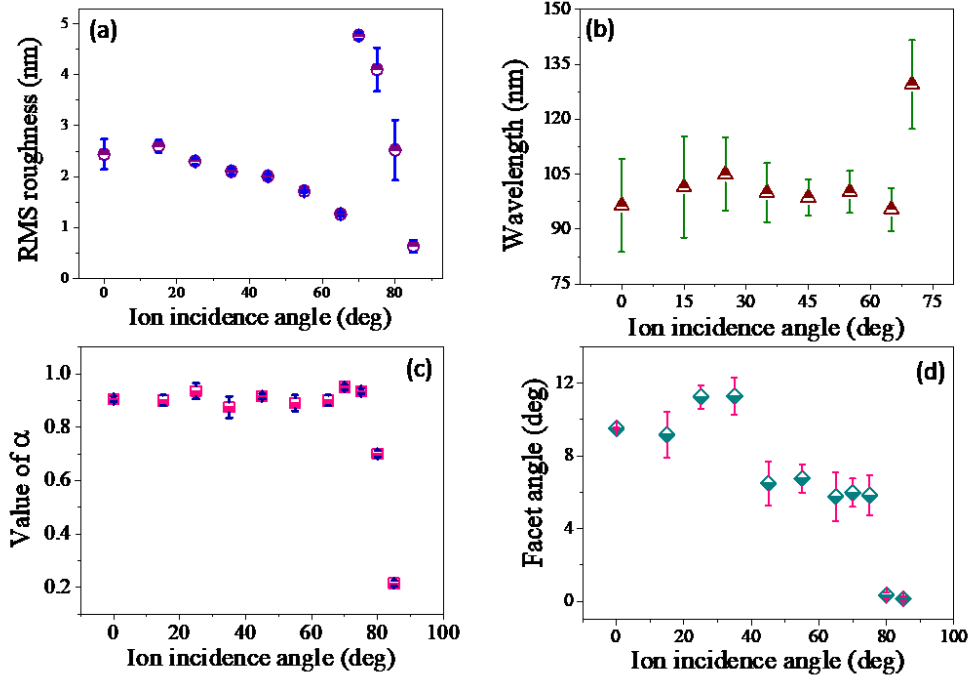 (a)
RMS roughness (nm)
5
4
3
2
1
0
0 20 40 60 80
Ion incidence angle (deg)
(b)
Wavelength (nm)
150
135
120
105
90
75
0 15 30 45 60 75
Ion incidence angle (deg)
(c)
Value of α
1.0
0.8
0.6
0.4
0.2
0 20 40 60 80 100
Ion incidence angle (deg)
(d)
Facet angle (deg)
12
8
4
0
0 20 40 60 80 100
Ion incidence angle (deg)